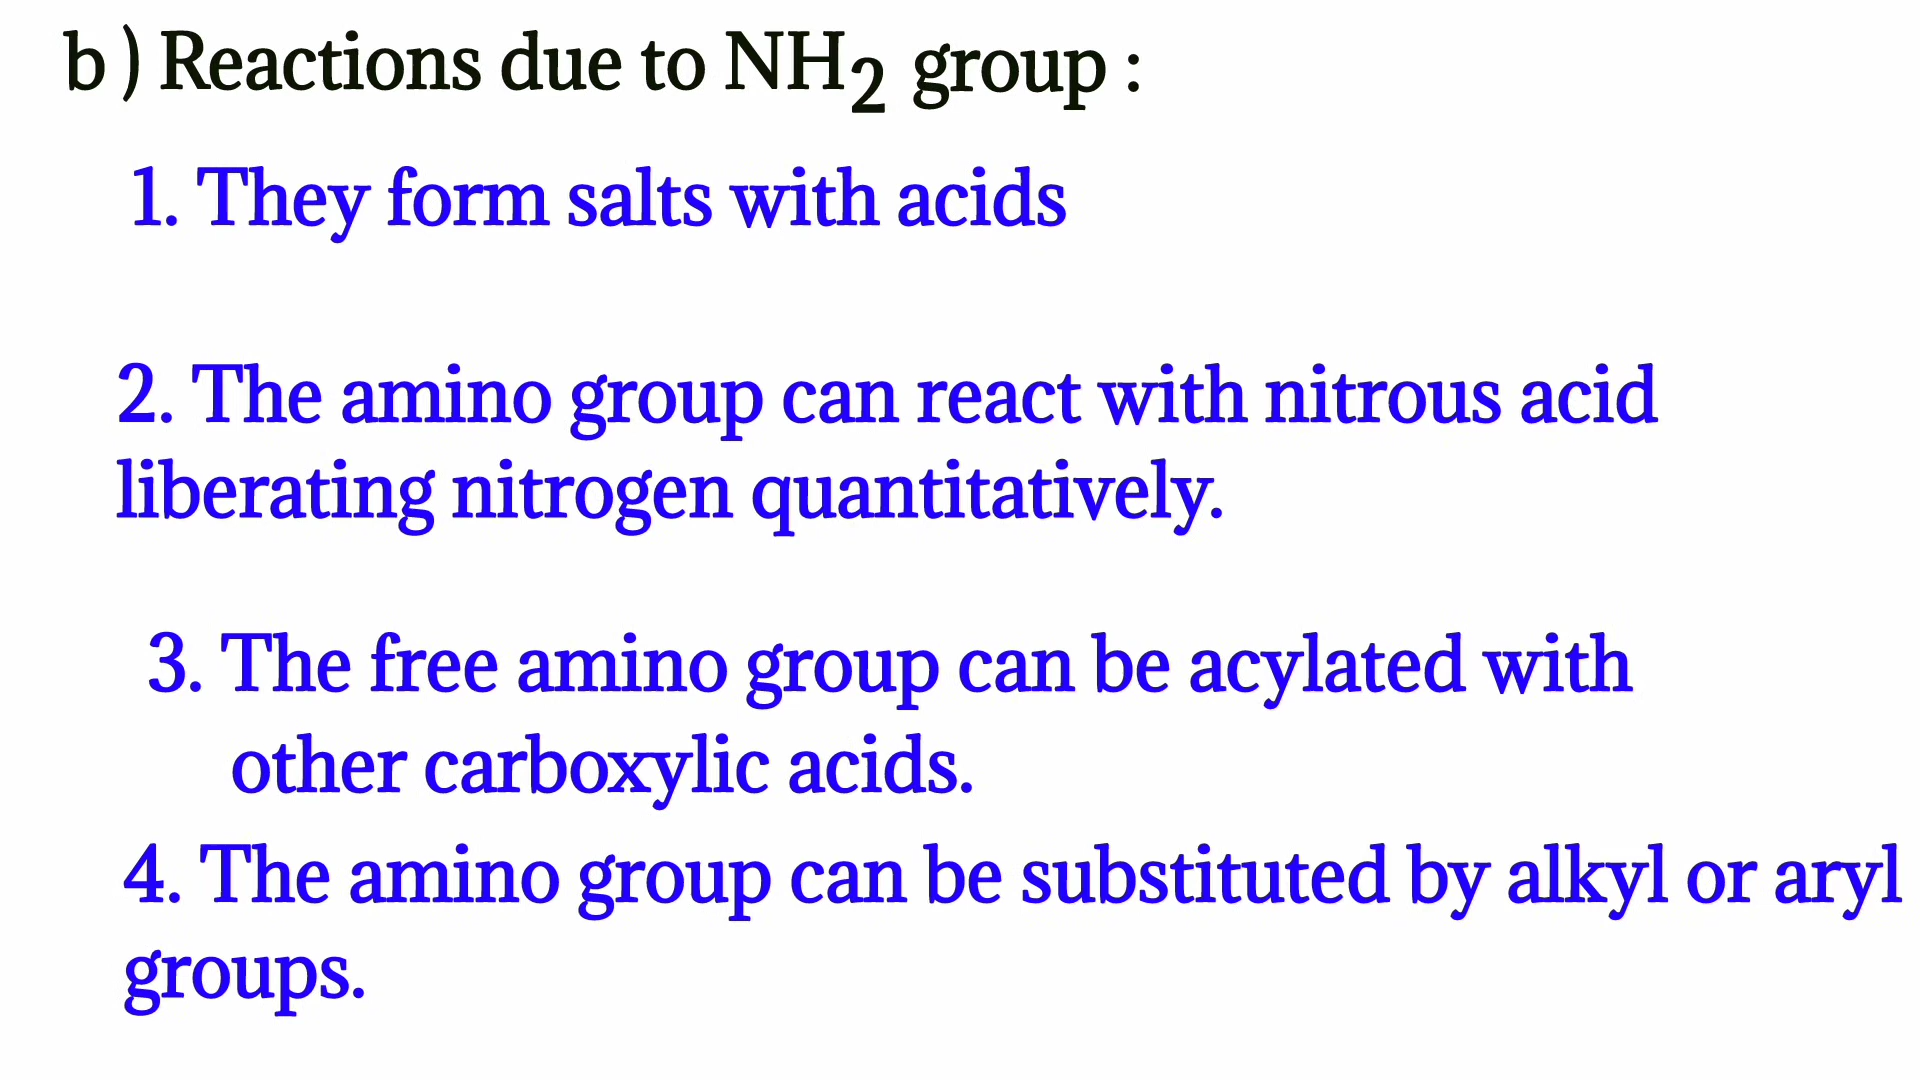 b ) Reactions due to NH₂ group :
1. They form salts with acids
2. The amino group can react with nitrous acid
liberating nitrogen quantitatively.
3. The free amino group can be acylated with
other carboxylic acids.
4. The amino group can be substituted by alkyl or aryl
groups.